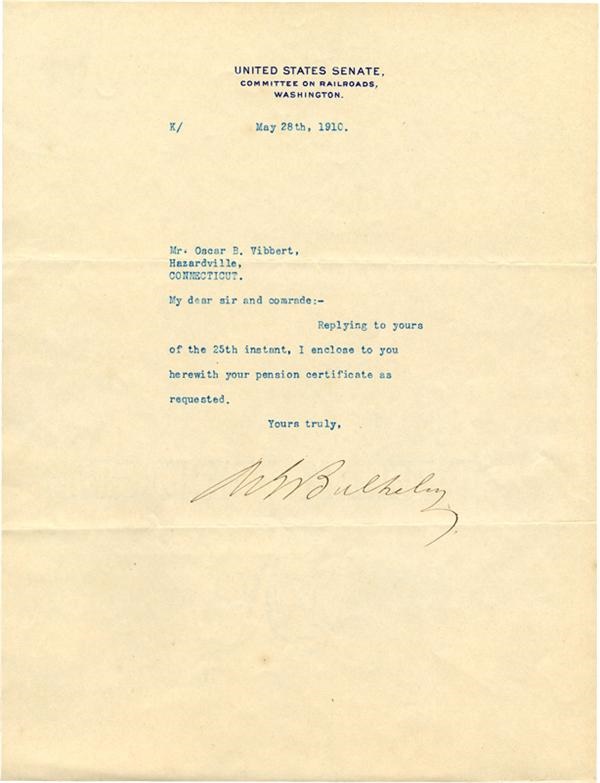 UNITED STATES SENATE,
COMMITTEE ON RAILROADS,
WASHINGTON.
K/ May 28th, 1910.
Mr. Oscar B. Vibbert,
Hazardville,
CONNECTICUT.
My dear sir and comrade:-
Replying to yours
of the 25th instant, I enclose to you
herewith your pension certificate as
requested.
Yours truly,
M G Bulkeley